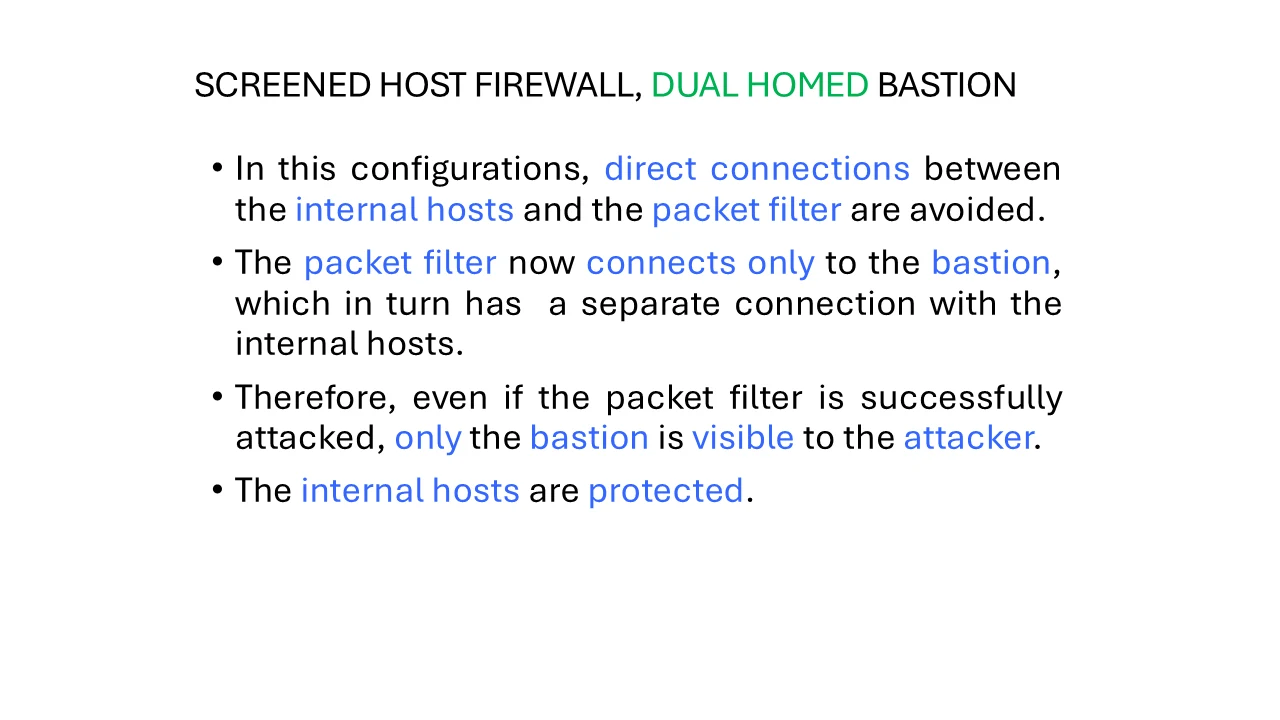 SCREENED HOST FIREWALL, DUAL HOMED BASTION
• In this configurations, direct connections between
the internal hosts and the packet filter are avoided.
• The packet filter now connects only to the bastion,
which in turn has  a separate connection with the
internal hosts.
• Therefore, even if the packet filter is successfully
attacked, only the bastion is visible to the attacker.
• The internal hosts are protected.